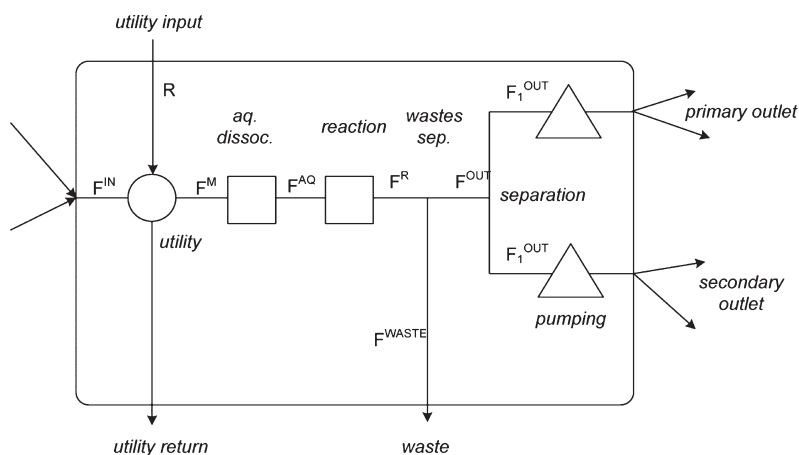 utility input
R
aq.
dissoc.
reaction
wastes
sep.
F₁ᴼᵁᵀ
primary outlet
Fᴵᴺ
Fᴹ
FᴬQ
Fᴿ
Fᴼᵁᵀ
separation
utility
F₁ᴼᵁᵀ
secondary
outlet
pumping
Fᵂᴬˢᵀᴱ
utility return
waste